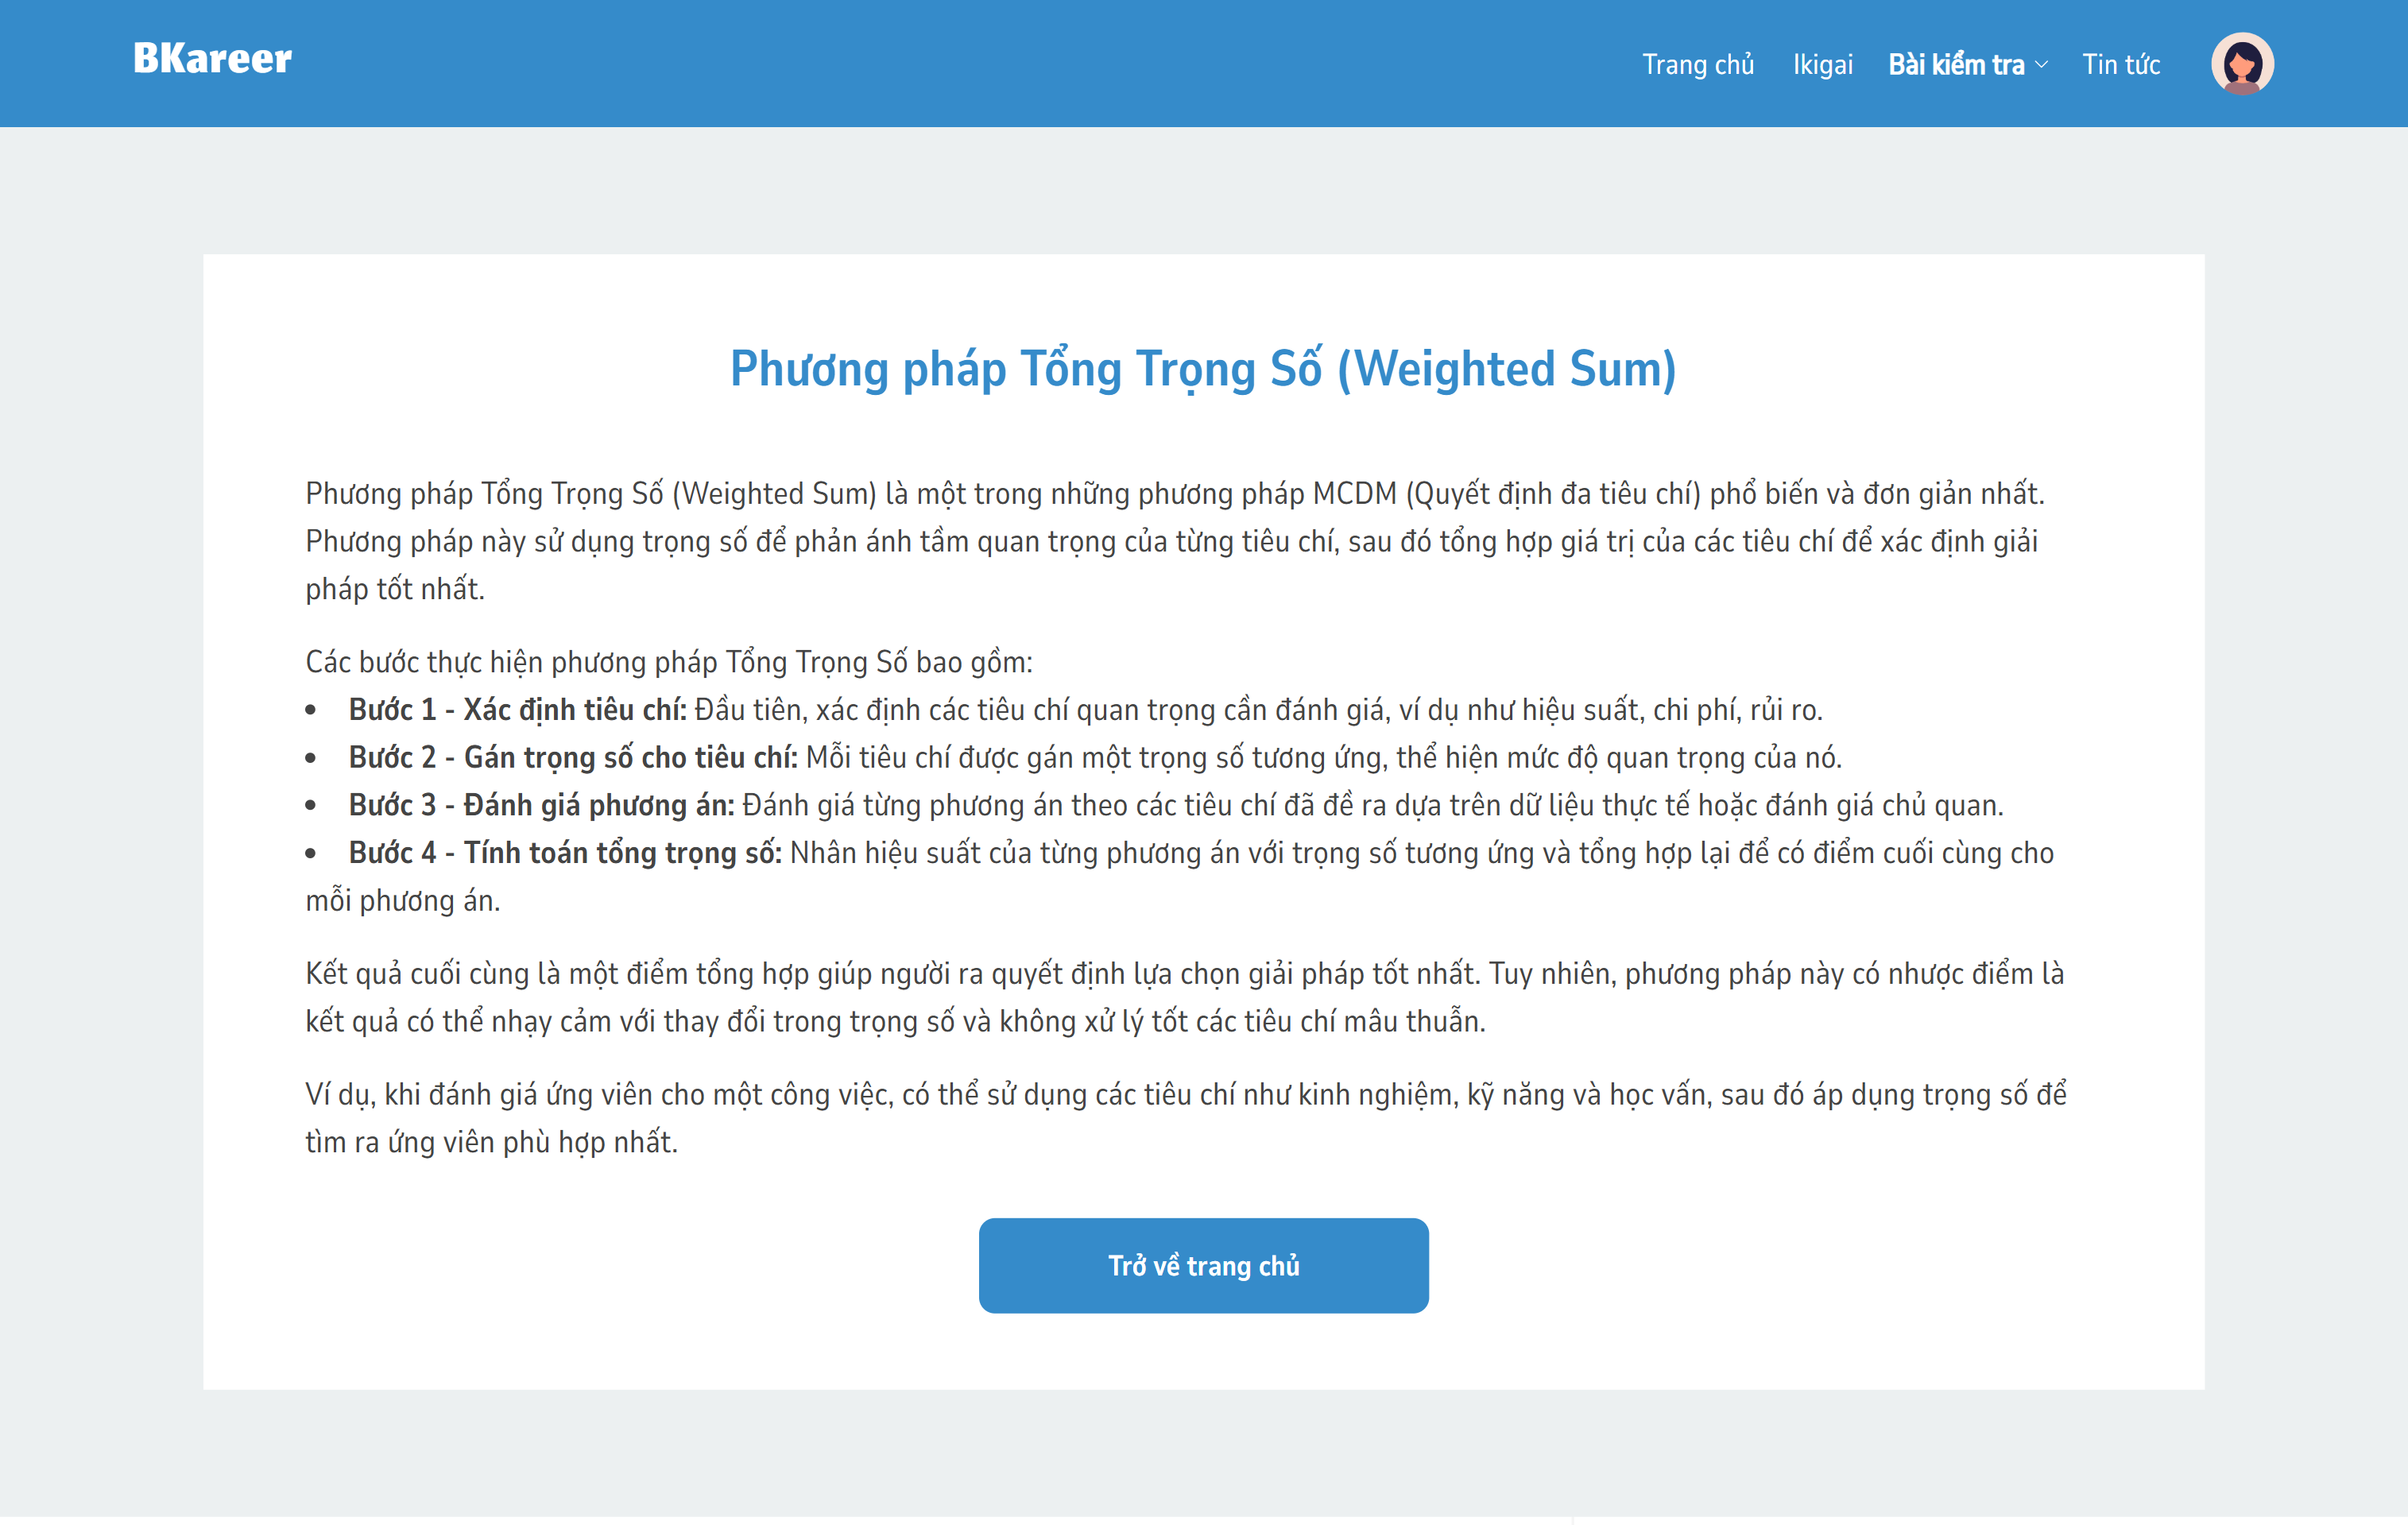 BKareer
Trang chủ
Ikigai
Bài kiểm tra
Tin tức
Phương pháp Tổng Trọng Số (Weighted Sum)
Phương pháp Tổng Trọng Số (Weighted Sum) là một trong những phương pháp MCDM (Quyết định đa tiêu chí) phổ biến và đơn giản nhất.
Phương pháp này sử dụng trọng số để phản ánh tầm quan trọng của từng tiêu chí, sau đó tổng hợp giá trị của các tiêu chí để xác định giải
pháp tốt nhất.
Các bước thực hiện phương pháp Tổng Trọng Số bao gồm:
• Bước 1 - Xác định tiêu chí: Đầu tiên, xác định các tiêu chí quan trọng cần đánh giá, ví dụ như hiệu suất, chi phí, rủi ro.
• Bước 2 - Gán trọng số cho tiêu chí: Mỗi tiêu chí được gán một trọng số tương ứng, thể hiện mức độ quan trọng của nó.
• Bước 3 - Đánh giá phương án: Đánh giá từng phương án theo các tiêu chí đã đề ra dựa trên dữ liệu thực tế hoặc đánh giá chủ quan.
• Bước 4 - Tính toán tổng trọng số: Nhân hiệu suất của từng phương án với trọng số tương ứng và tổng hợp lại để có điểm cuối cùng cho
mỗi phương án.
Kết quả cuối cùng là một điểm tổng hợp giúp người ra quyết định lựa chọn giải pháp tốt nhất. Tuy nhiên, phương pháp này có nhược điểm là
kết quả có thể nhạy cảm với thay đổi trong trọng số và không xử lý tốt các tiêu chí mâu thuẫn.
Ví dụ, khi đánh giá ứng viên cho một công việc, có thể sử dụng các tiêu chí như kinh nghiệm, kỹ năng và học vấn, sau đó áp dụng trọng số để
tìm ra ứng viên phù hợp nhất.
Trở về trang chủ